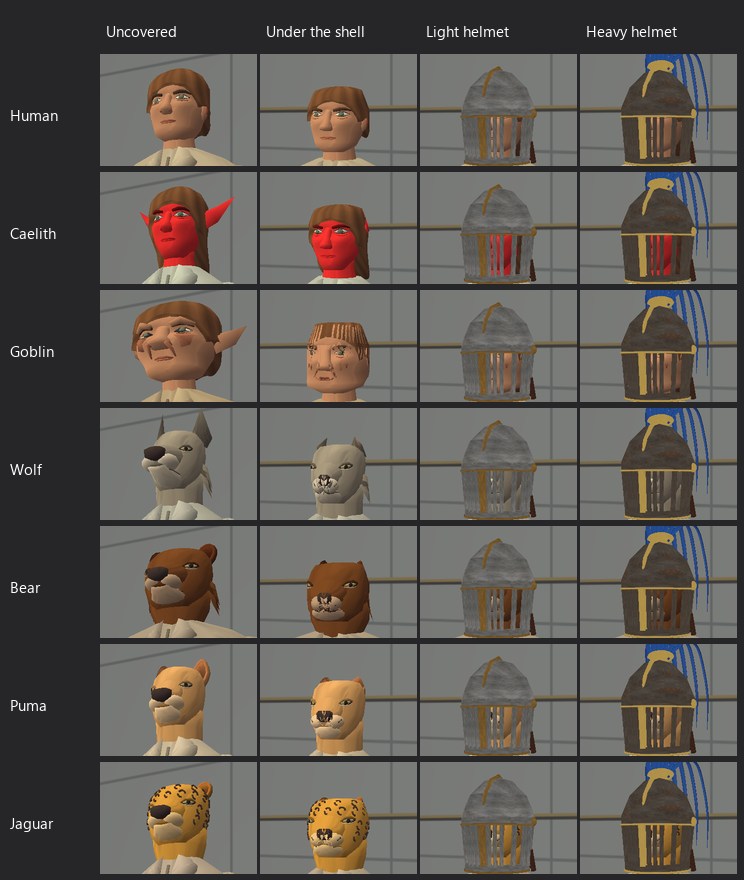 Uncovered Under the shell Light helmet Heavy helmet
Human
Caelith
Goblin
Wolf
Bear
Puma
Jaguar